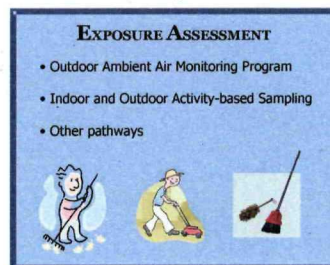 EXPOSURE ASSESSMENT
• Outdoor Ambient Air Monitoring Program
• Indoor and Outdoor Activity-based Sampling
• Other pathways